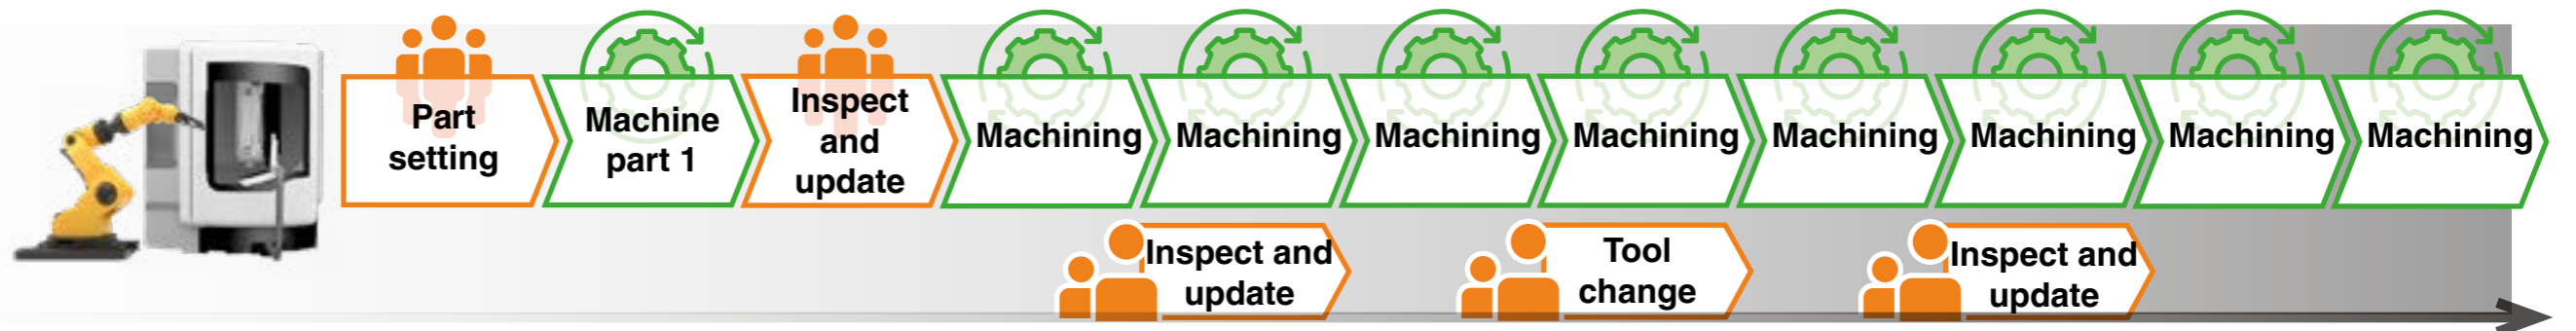 Part
setting
Machine
part 1
Inspect
and
update
Machining
Machining
Machining
Machining
Machining
Machining
Machining
Machining
Inspect and
update
Tool
change
Inspect and
update